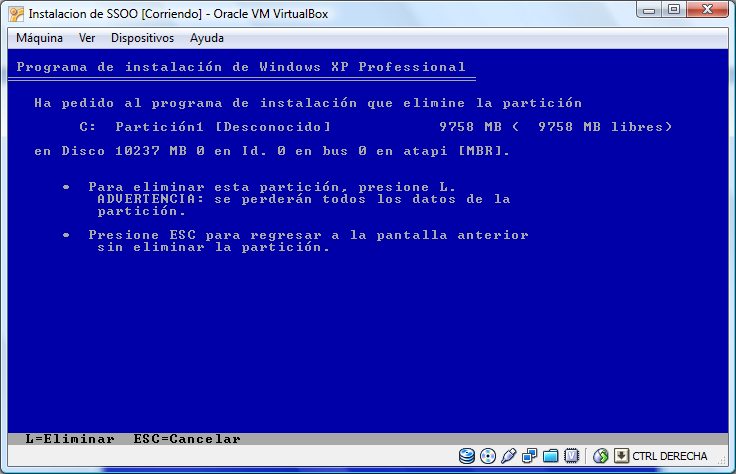 Instalacion de SSOO [Corriendo] - Oracle VM VirtualBox
Máquina Ver Dispositivos Ayuda
Programa de instalación de Windows XP Professional
Ha pedido al programa de instalación que elimine la partición
C: Partición1 [Desconocido] 9758 MB ( 9758 MB libres)
en Disco 10237 MB 0 en Id. 0 en bus 0 en atapi [MBR].
• Para eliminar esta partición, presione L.
ADVERTENCIA: se perderán todos los datos de la
partición.
• Presione ESC para regresar a la pantalla anterior
sin eliminar la partición.
L=Eliminar ESC=Cancelar
CTRL DERECHA